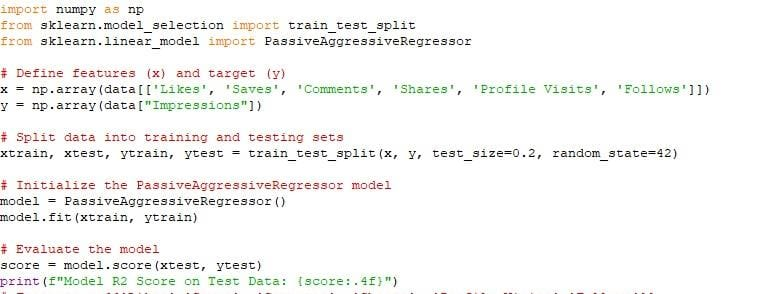 import numpy as np
from sklearn.model_selection import train_test_split
from sklearn.linear_model import PassiveAggressiveRegressor
# Define features (x) and target (y)
x = np.array(data[['Likes', 'Saves', 'Comments', 'Shares', 'Profile Visits', 'Follows']])
y = np.array(data["Impressions"])
# Split data into training and testing sets
xtrain, xtest, ytrain, ytest = train_test_split(x, y, test_size=0.2, random_state=42)
# Initialize the PassiveAggressiveRegressor model
model = PassiveAggressiveRegressor()
model.fit(xtrain, ytrain)
# Evaluate the model
score = model.score(xtest, ytest)
print(f"Model R2 Score on Test Data: {score:.4f}")